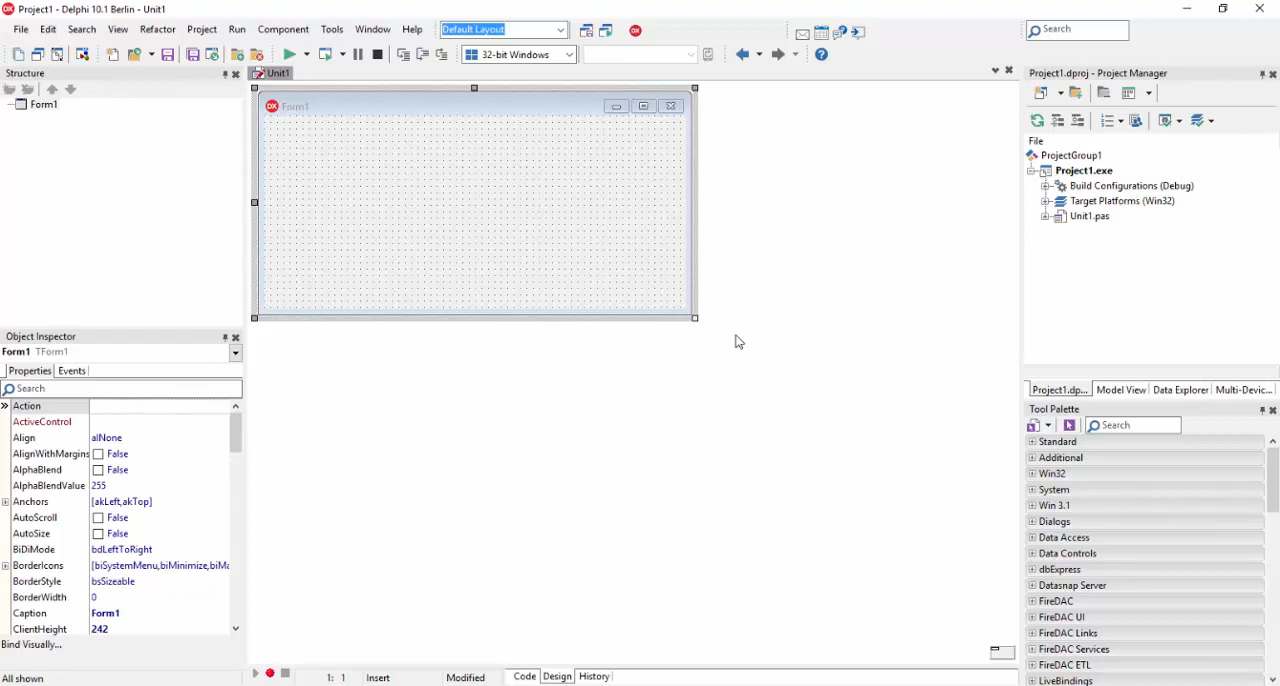 Project1 - Delphi 10.1 Berlin - Unit1
File Edit Search View Refactor Project Run Component Tools Window Help
Default Layout
Search
32-bit Windows
Structure
Form1
Unit1
Form1
Object Inspector
Form1 TForm1
Properties Events
Search
Action
ActiveControl
Align alNone
AlignWithMargins False
AlphaBlend False
AlphaBlendValue 255
Anchors [akLeft,akTop]
AutoScroll False
AutoSize False
BiDiMode bdLeftToRight
BorderIcons [biSystemMenu,biMinimize,biMa
BorderStyle bsSizeable
BorderWidth 0
Caption Form1
ClientHeight 242
Bind Visually...
All shown
1: 1 Insert Modified Code Design History
Project1.dproj - Project Manager
File
ProjectGroup1
Project1.exe
Build Configurations (Debug)
Target Platforms (Win32)
Unit1.pas
Project1.dp... Model View Data Explorer Multi-Devic...
Tool Palette
Search
Standard
Additional
Win32
System
Win 3.1
Dialogs
Data Access
Data Controls
dbExpress
Datasnap Server
FireDAC
FireDAC UI
FireDAC Links
FireDAC Services
FireDAC ETL
LiveBindings